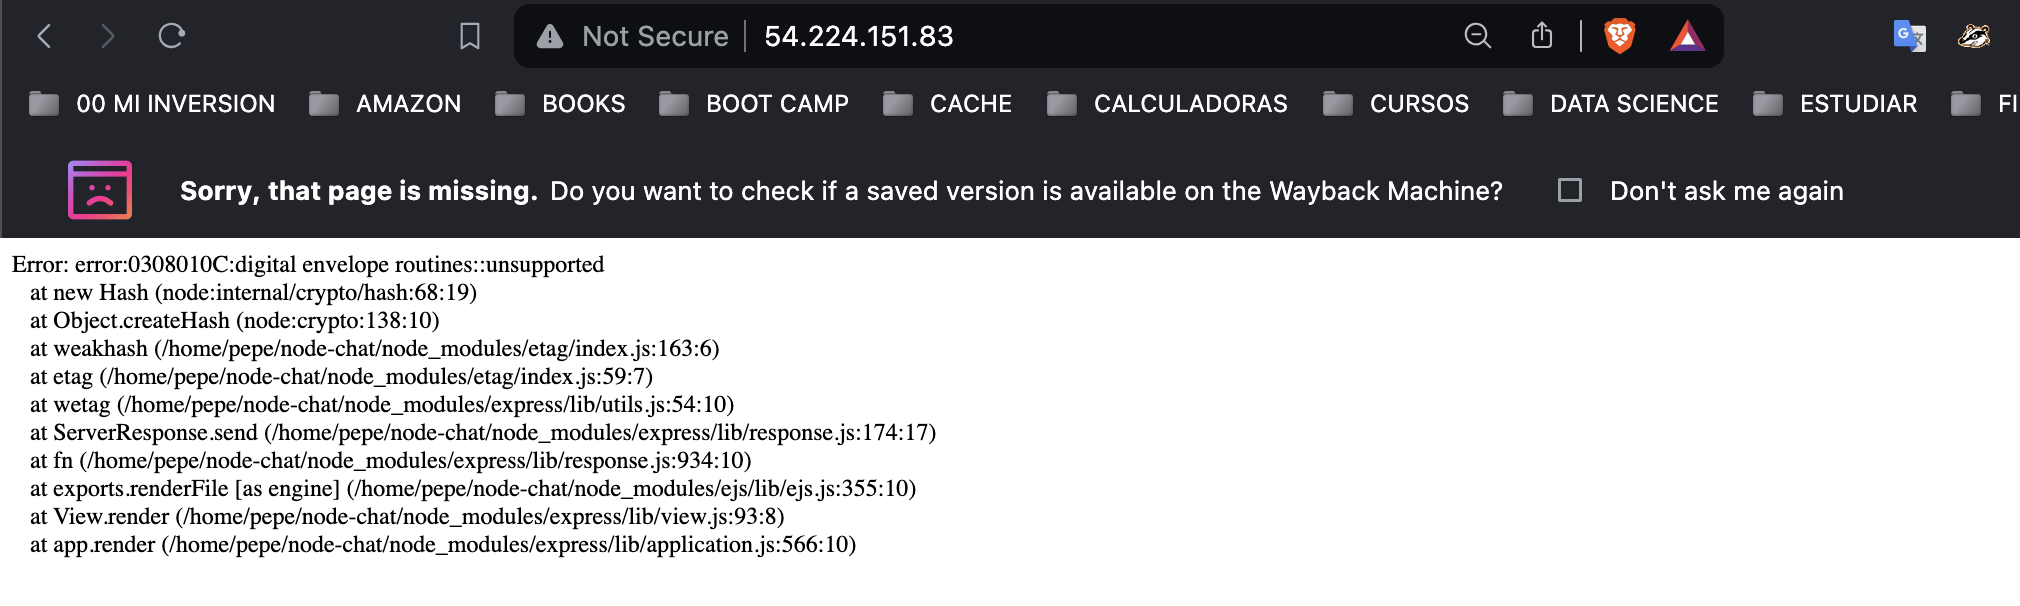 Not Secure 54.224.151.83
00 MI INVERSION AMAZON BOOKS BOOT CAMP CACHE CALCULADORAS CURSOS DATA SCIENCE ESTUDIAR FI
Sorry, that page is missing. Do you want to check if a saved version is available on the Wayback Machine? Don't ask me again
Error: error:0308010C:digital envelope routines::unsupported
at new Hash (node:internal/crypto/hash:68:19)
at Object.createHash (node:crypto:138:10)
at weakhash (/home/pepe/node-chat/node_modules/etag/index.js:163:6)
at etag (/home/pepe/node-chat/node_modules/etag/index.js:59:7)
at wetag (/home/pepe/node-chat/node_modules/express/lib/utils.js:54:10)
at ServerResponse.send (/home/pepe/node-chat/node_modules/express/lib/response.js:174:17)
at fn (/home/pepe/node-chat/node_modules/express/lib/response.js:934:10)
at exports.renderFile [as engine] (/home/pepe/node-chat/node_modules/ejs/lib/ejs.js:355:10)
at View.render (/home/pepe/node-chat/node_modules/express/lib/view.js:93:8)
at app.render (/home/pepe/node-chat/node_modules/express/lib/application.js:566:10)